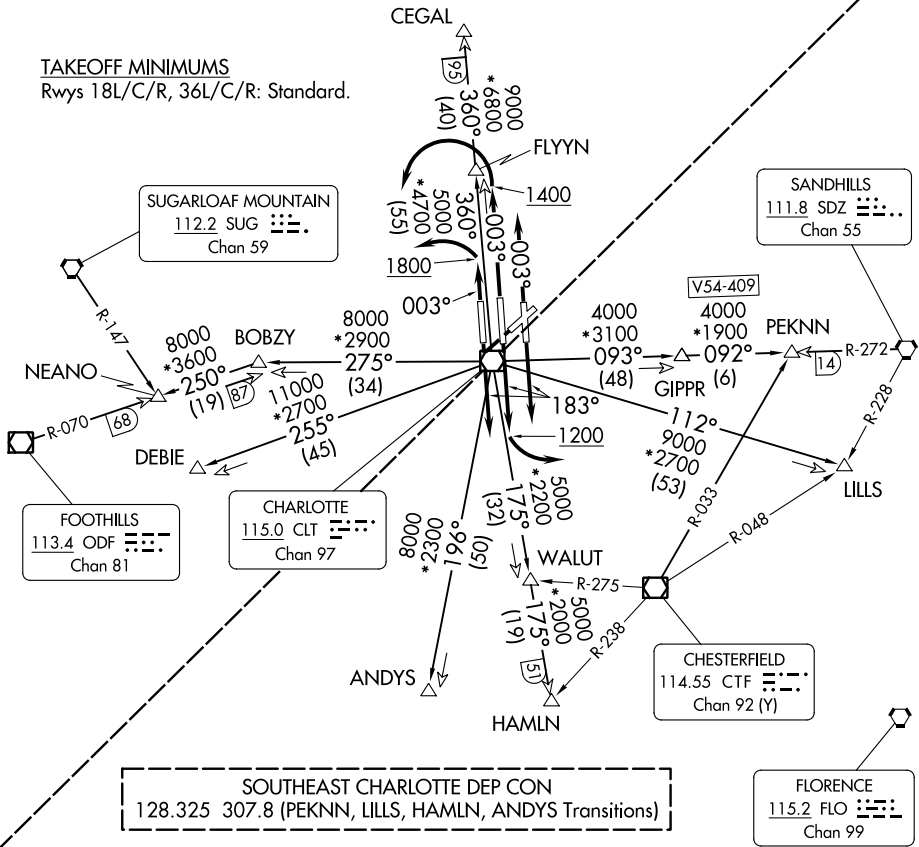 CEGAL
TAKEOFF MINIMUMS
Rwys 18L/C/R, 36L/C/R: Standard.
95
9000
*6800
360°
(40)
FLYYN
1400
SUGARLOAF MOUNTAIN
112.2 SUG
Chan 59
SANDHILLS
111.8 SDZ
Chan 55
5000
*4700
(55)
360°
003°
003°
1800
003°
V54-409
R-147
8000
*3600
250°
(19)
87
BOBZY
8000
*2900
275°
(34)
4000
*3100
093°
(48)
GIPPR
4000
*1900
092°
(6)
PEKNN
14
R-272
NEANO
R-070
68
11000
*2700
255°
(45)
DEBIE
183°
1200
112°
9000
*2700
(53)
R-228
LILLS
FOOTHILLS
113.4 ODF
Chan 81
CHARLOTTE
115.0 CLT
Chan 97
8000
*2300
196°
(50)
5000
*2200
175°
(32)
R-033
R-048
WALUT
R-275
5000
*2000
175°
(19)
51
R-238
ANDYS
HAMLN
CHESTERFIELD
114.55 CTF
Chan 92 (Y)
SOUTHEAST CHARLOTTE DEP CON
128.325 307.8 (PEKNN, LILLS, HAMLN, ANDYS Transitions)
FLORENCE
115.2 FLO
Chan 99